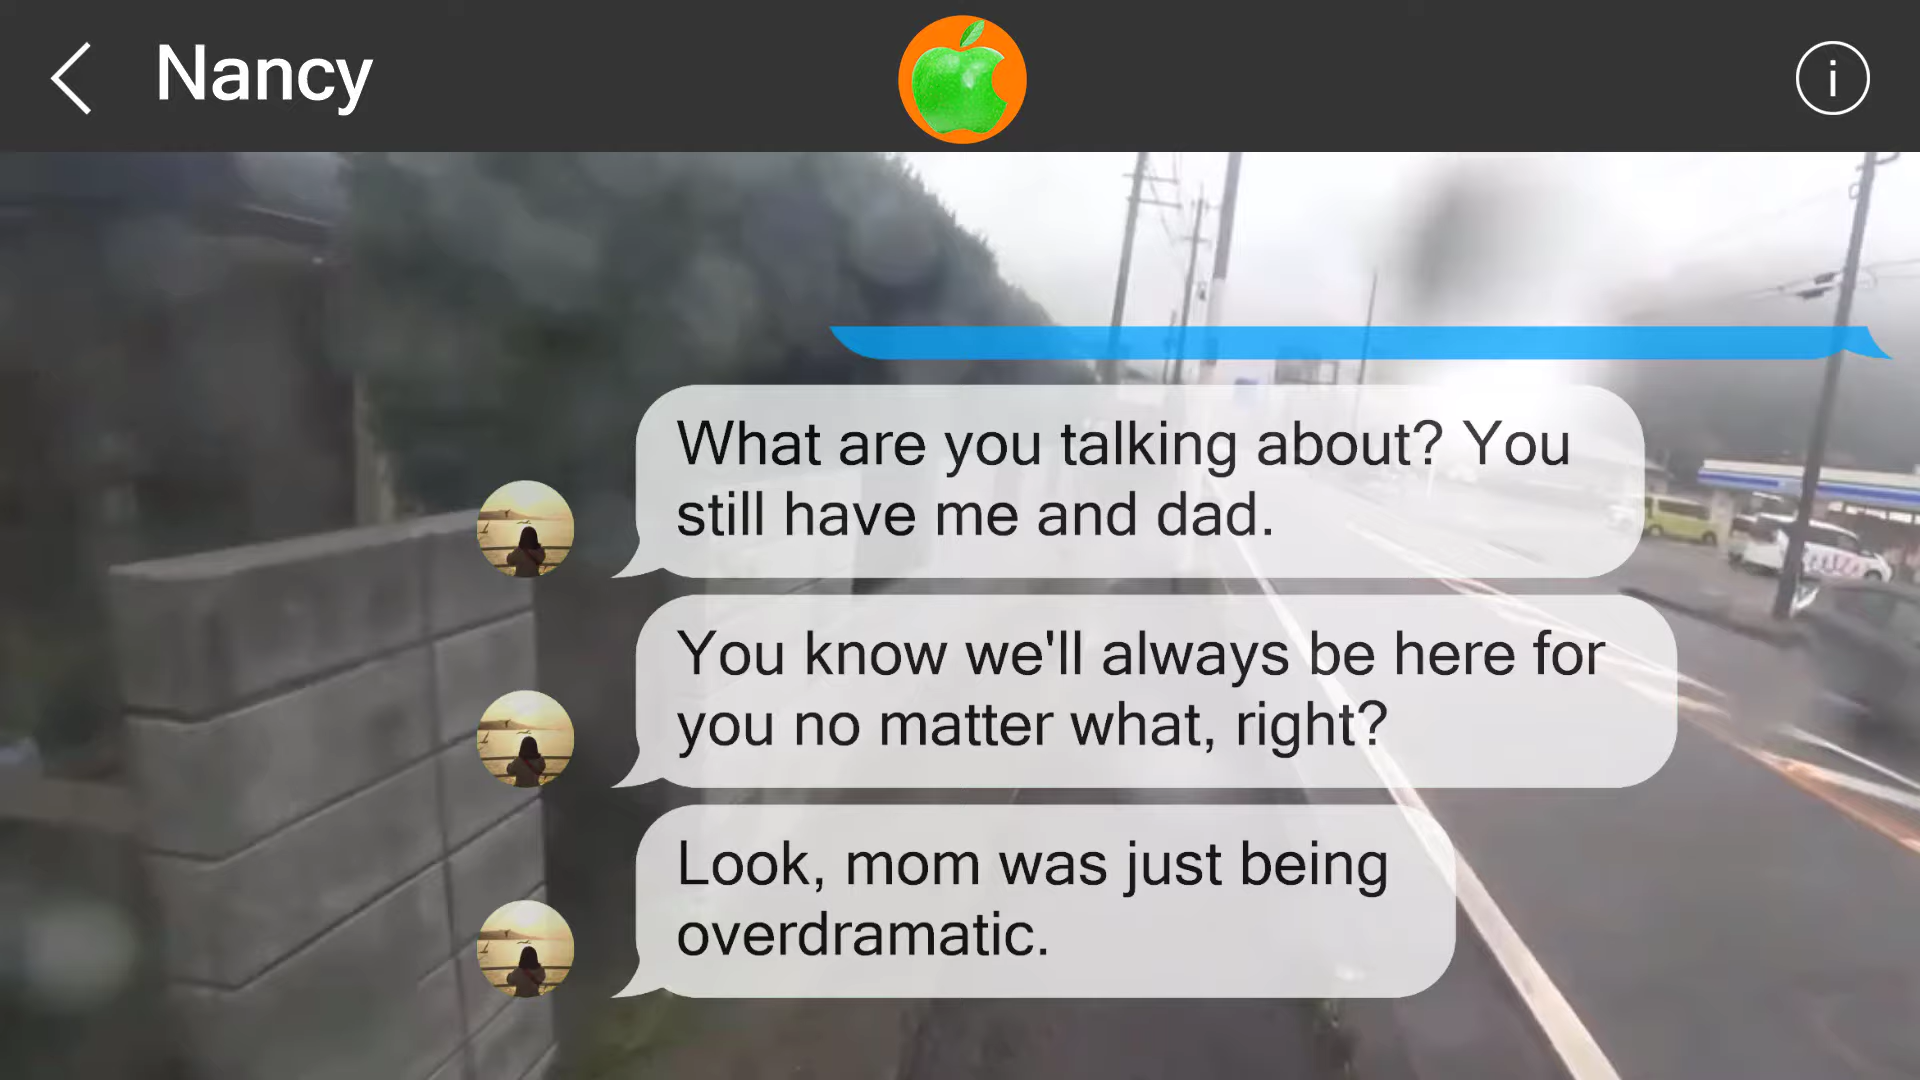 Nancy
What are you talking about? You
still have me and dad.
You know we'll always be here for
you no matter what, right?
Look, mom was just being
overdramatic.